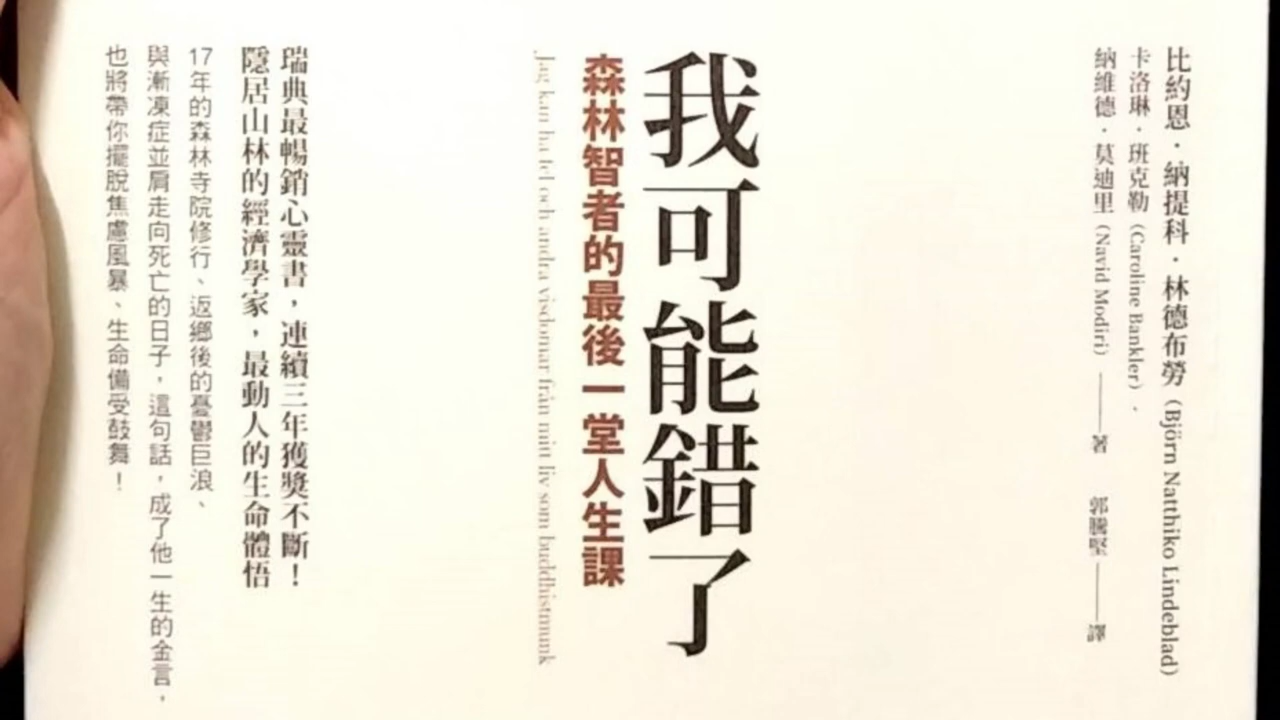 比約恩．納提科．林德布勞（Björn Natthiko Lindeblad）
卡洛琳．班克勒（Caroline Bankler）．
納維德．莫迪里（Navid Modiri）——著 郭騰堅——譯
我可能錯了
森林智者的最後一堂人生課
Jag kan ha fel och andra visdomar från mitt liv som buddhistmunk
瑞典最暢銷心靈書，連續三年獲獎不斷！
隱居山林的經濟學家，最動人的生命體悟
17年的森林寺院修行、返鄉後的憂鬱巨浪、
與漸凍症並肩走向死亡的日子，這句話，成了他一生的金言，
也將帶你擺脫焦慮風暴、生命備受鼓舞！